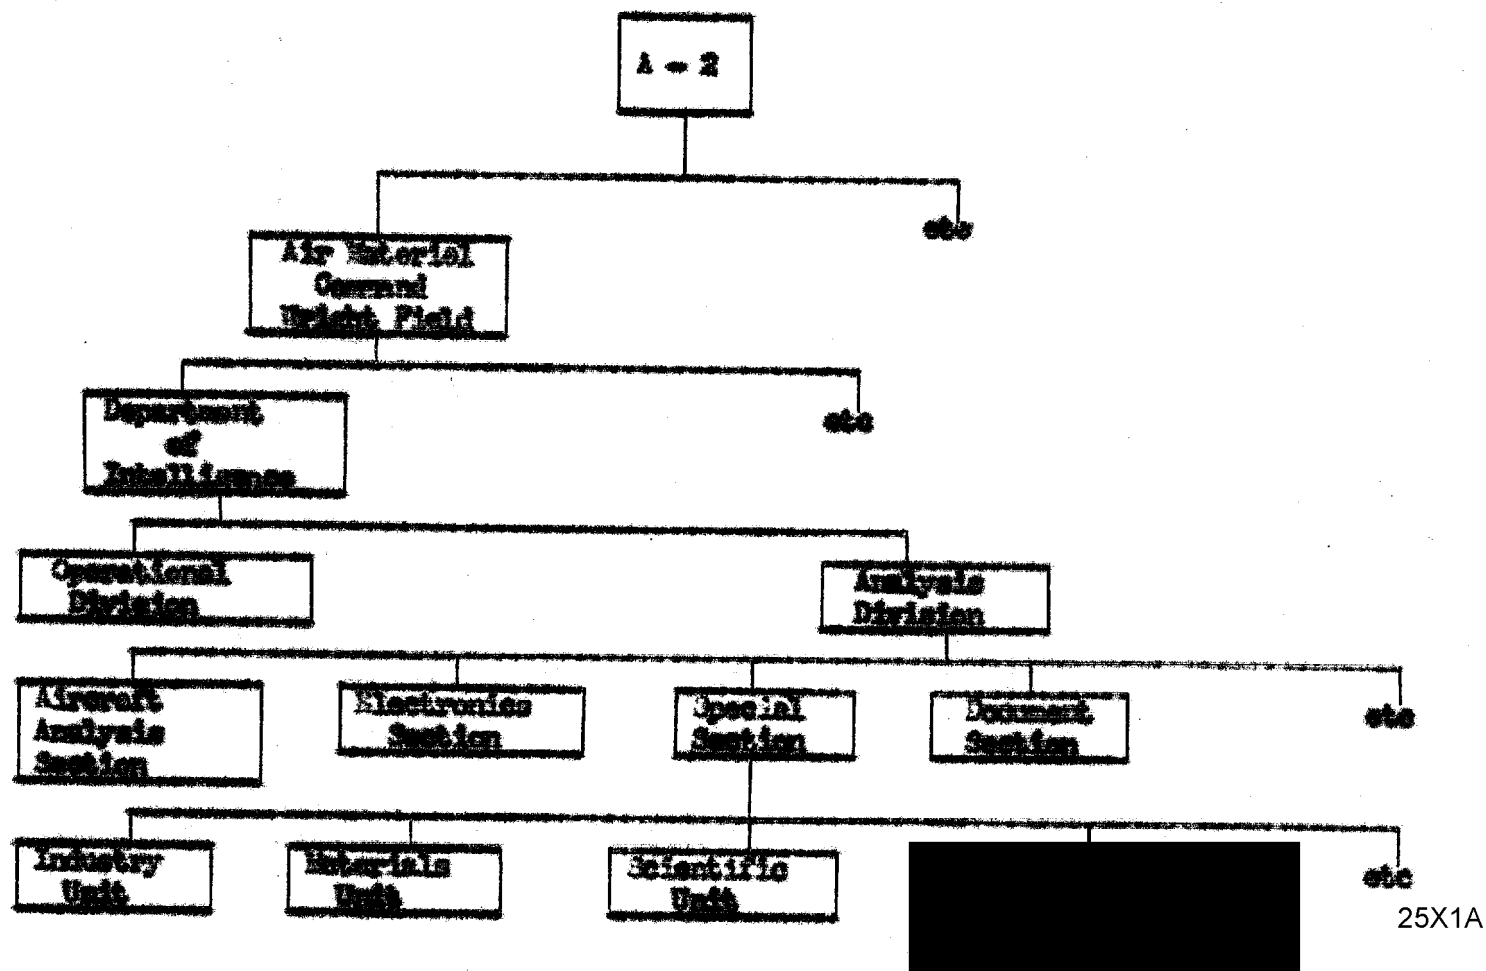 A - 2
etc
Air Materiel
Command
Wright Field
etc
Department
of
Intelligence
Operational
Division
Analysis
Division
Aircraft
Analysis
Section
Electronics
Section
Special
Section
Document
Section
etc
Industry
Unit
Materials
Unit
Scientific
Unit
etc
25X1A